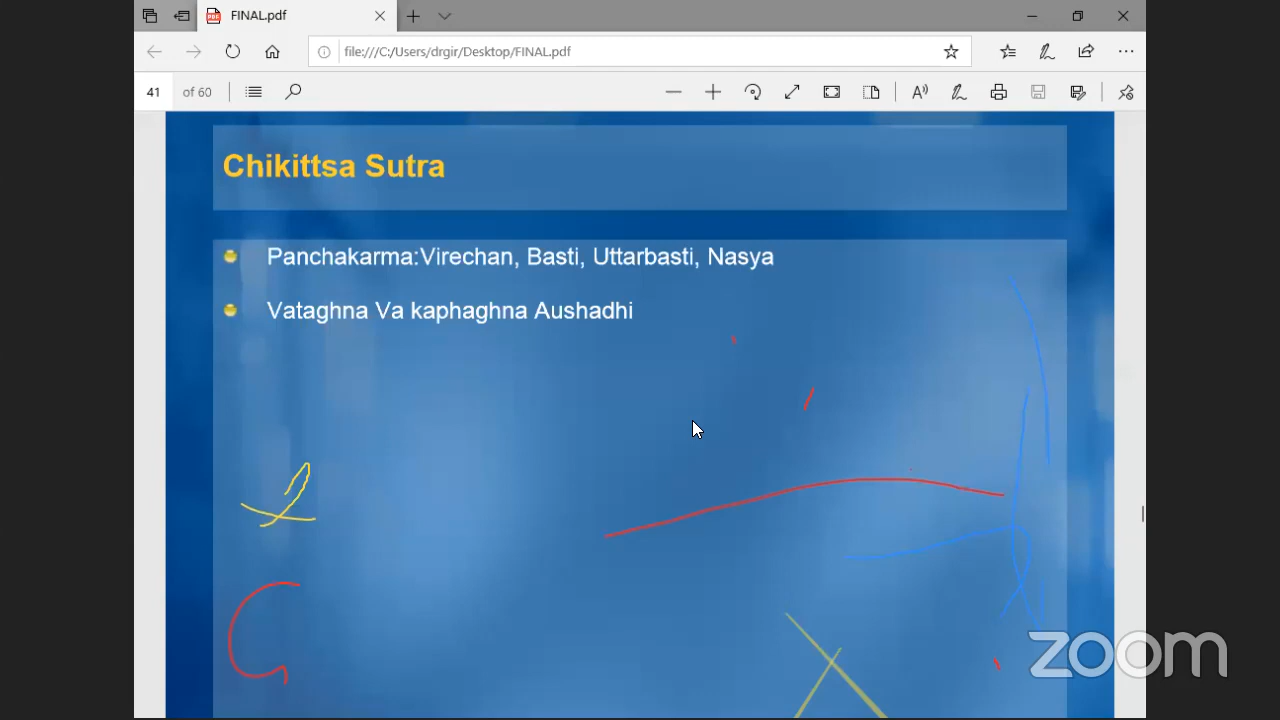 FINAL.pdf
file:///C:/Users/drgir/Desktop/FINAL.pdf
41 of 60
Chikittsa Sutra
Panchakarma:Virechan, Basti, Uttarbasti, Nasya
Vataghna Va kaphaghna Aushadhi
zoom